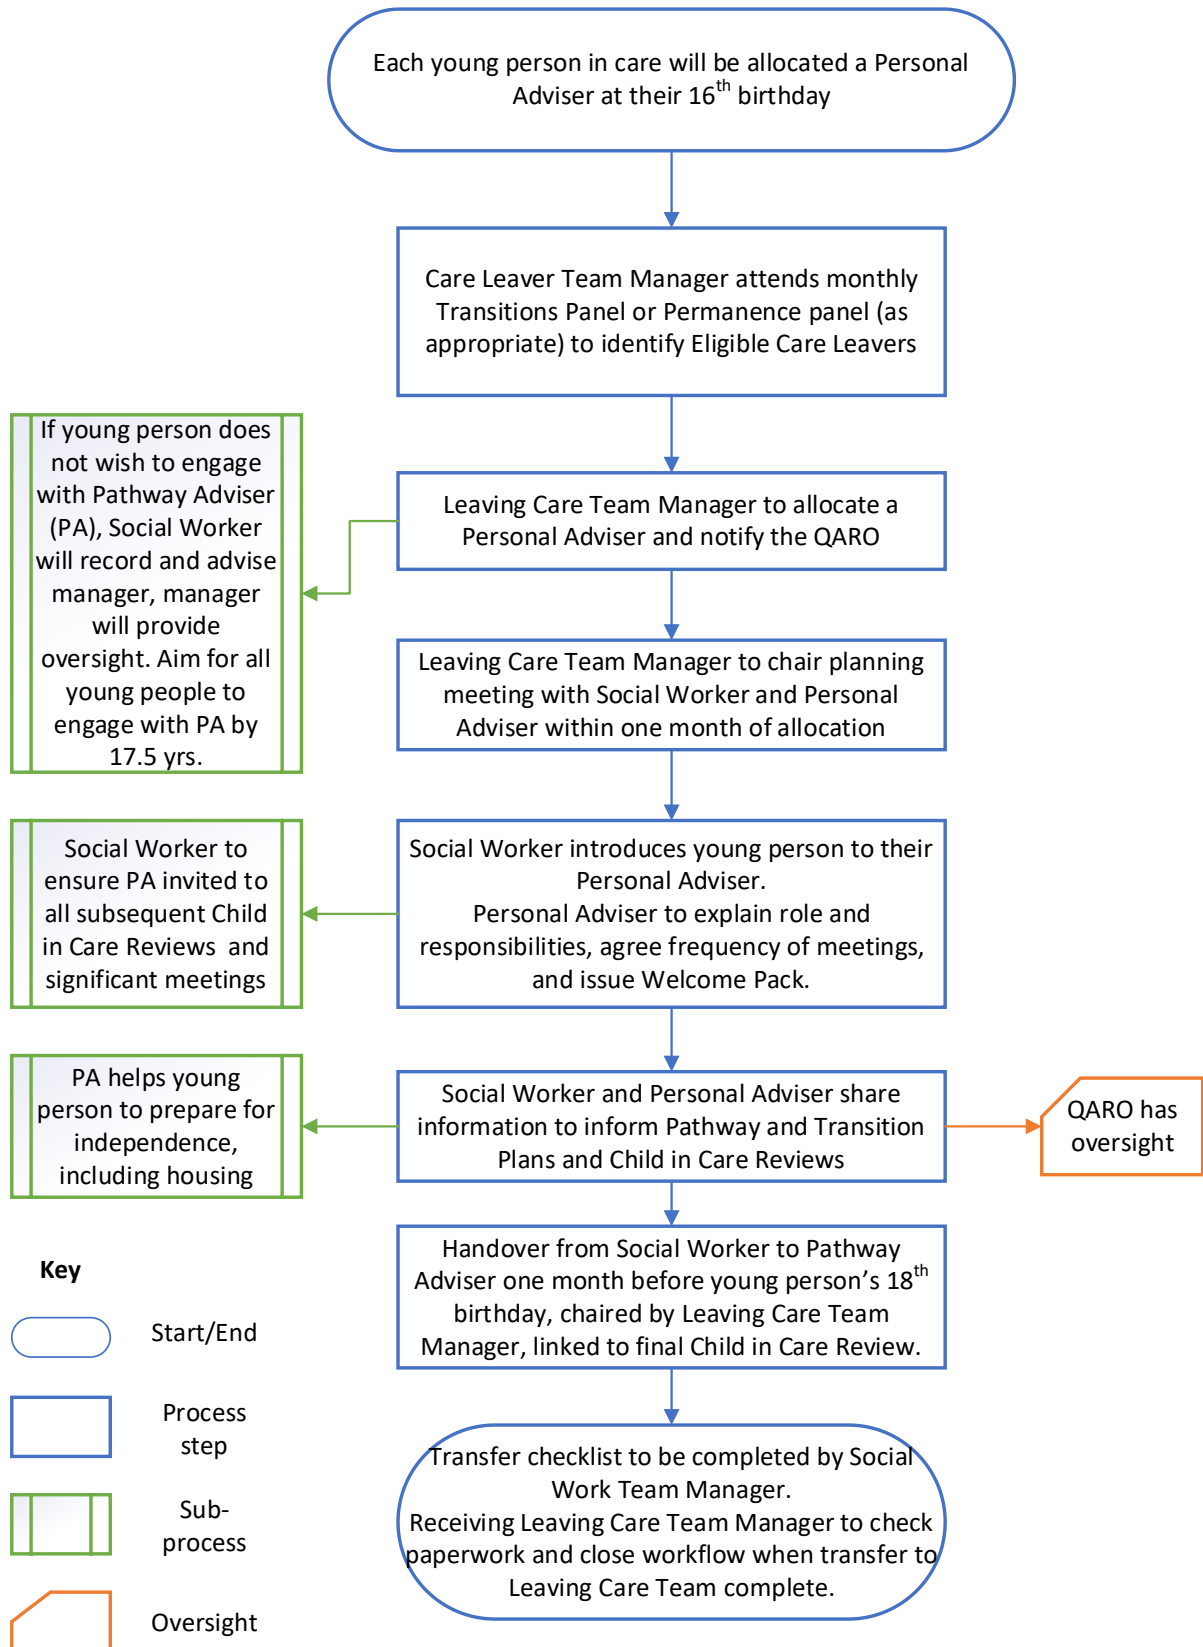 Each young person in care will be allocated a Personal
Adviser at their 16th birthday
Care Leaver Team Manager attends monthly
Transitions Panel or Permanence panel (as
appropriate) to identify Eligible Care Leavers
If young person does
not wish to engage
with Pathway Adviser
(PA), Social Worker
will record and advise
manager, manager
will provide
oversight. Aim for all
young people to
engage with PA by
17.5 yrs.
Leaving Care Team Manager to allocate a
Personal Adviser and notify the QARO
Leaving Care Team Manager to chair planning
meeting with Social Worker and Personal
Adviser within one month of allocation
Social Worker to
ensure PA invited to
all subsequent Child
in Care Reviews and
significant meetings
Social Worker introduces young person to their
Personal Adviser.
Personal Adviser to explain role and
responsibilities, agree frequency of meetings,
and issue Welcome Pack.
PA helps young
person to prepare for
independence,
including housing
Social Worker and Personal Adviser share
information to inform Pathway and Transition
Plans and Child in Care Reviews
QARO has
oversight
Handover from Social Worker to Pathway
Adviser one month before young person's 18th
birthday, chaired by Leaving Care Team
Manager, linked to final Child in Care Review.
Transfer checklist to be completed by Social
Work Team Manager.
Receiving Leaving Care Team Manager to check
paperwork and close workflow when transfer to
Leaving Care Team complete.
Key
Start/End
Process
step
Sub-
process
Oversight